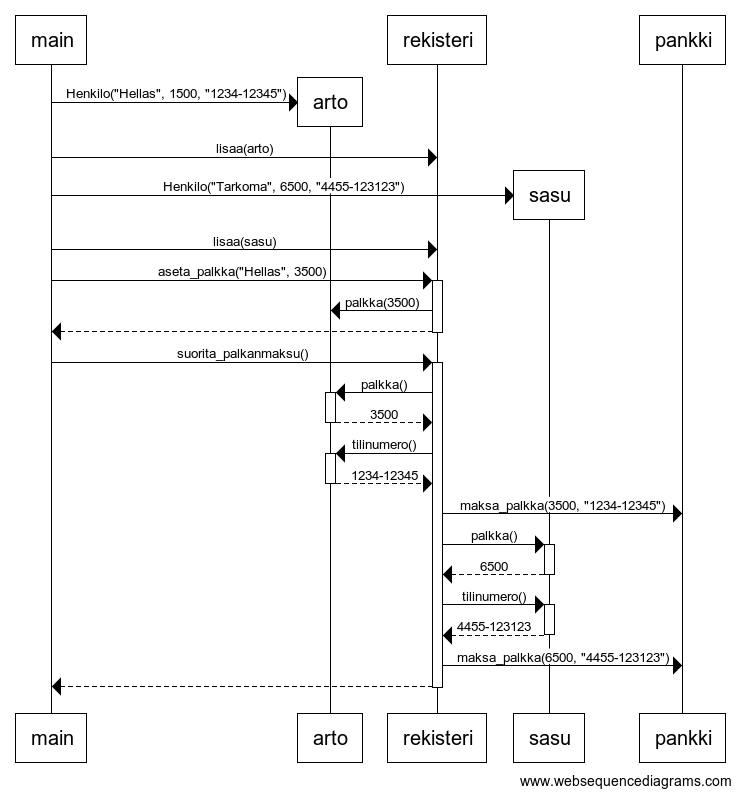 main
rekisteri
pankki
Henkilo("Hellas", 1500, "1234-12345")
arto
lisaa(arto)
Henkilo("Tarkoma", 6500, "4455-123123")
sasu
lisaa(sasu)
aseta_palkka("Hellas", 3500)
palkka(3500)
suorita_palkanmaksu()
palkka()
3500
tilinumero()
1234-12345
maksa_palkka(3500, "1234-12345")
palkka()
6500
tilinumero()
4455-123123
maksa_palkka(6500, "4455-123123")
main
arto
rekisteri
sasu
pankki
www.websequencediagrams.com